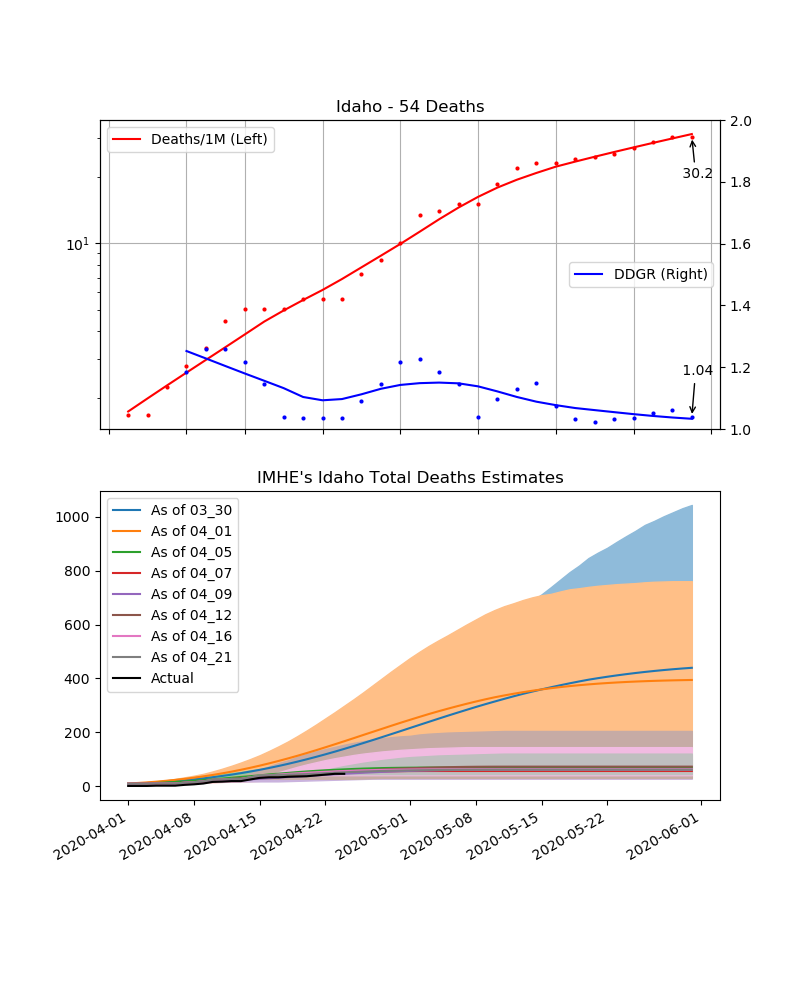 Idaho - 54 Deaths
Deaths/1M (Left)
2.0
1.8
30.2
1.6
10^1
DDGR (Right)
1.4
1.2
1.04
1.0
IMHE's Idaho Total Deaths Estimates
As of 03_30
As of 04_01
As of 04_05
As of 04_07
As of 04_09
As of 04_12
As of 04_16
As of 04_21
Actual
1000
800
600
400
200
0
2020-04-01
2020-04-08
2020-04-15
2020-04-22
2020-05-01
2020-05-08
2020-05-15
2020-05-22
2020-06-01